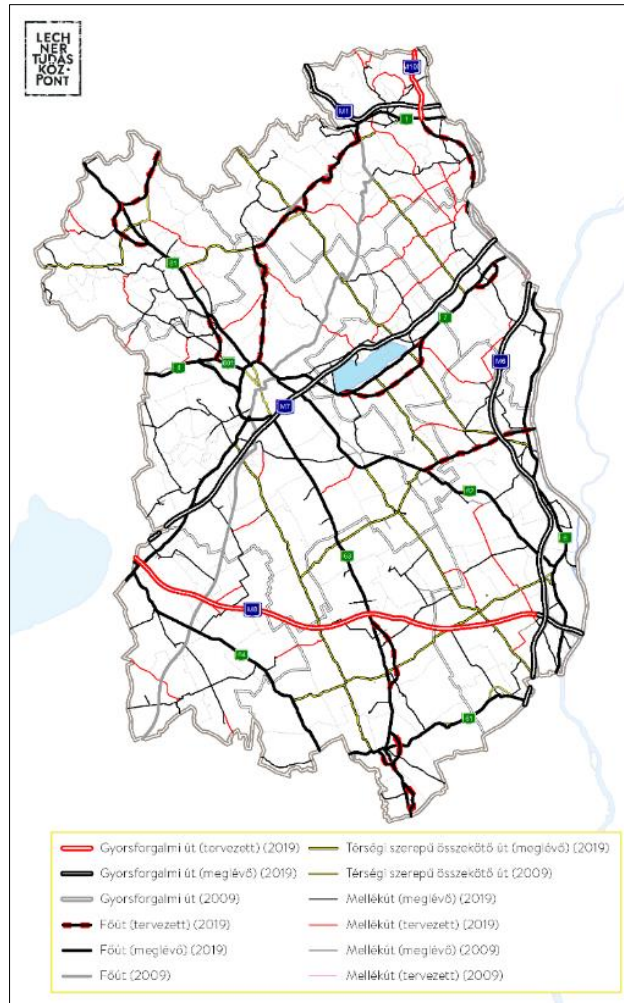 LECH
NER
TUDÁS
KÖZ-
PONT
M1
1
81
2
801
8
M7
M6
62
6
63
M8
64
61
Gyorsforgalmi út (tervezett) (2019)
Gyorsforgalmi út (meglévő) (2019)
Gyorsforgalmi út (2009)
Főút (tervezett) (2019)
Főút (meglévő) (2019)
Főút (2009)
Térségi szerepű összekötő út (meglévő) (2019)
Térségi szerepű összekötő út (2009)
Mellékút (meglévő) (2019)
Mellékút (tervezett) (2019)
Mellékút (meglévő) (2009)
Mellékút (tervezett) (2009)